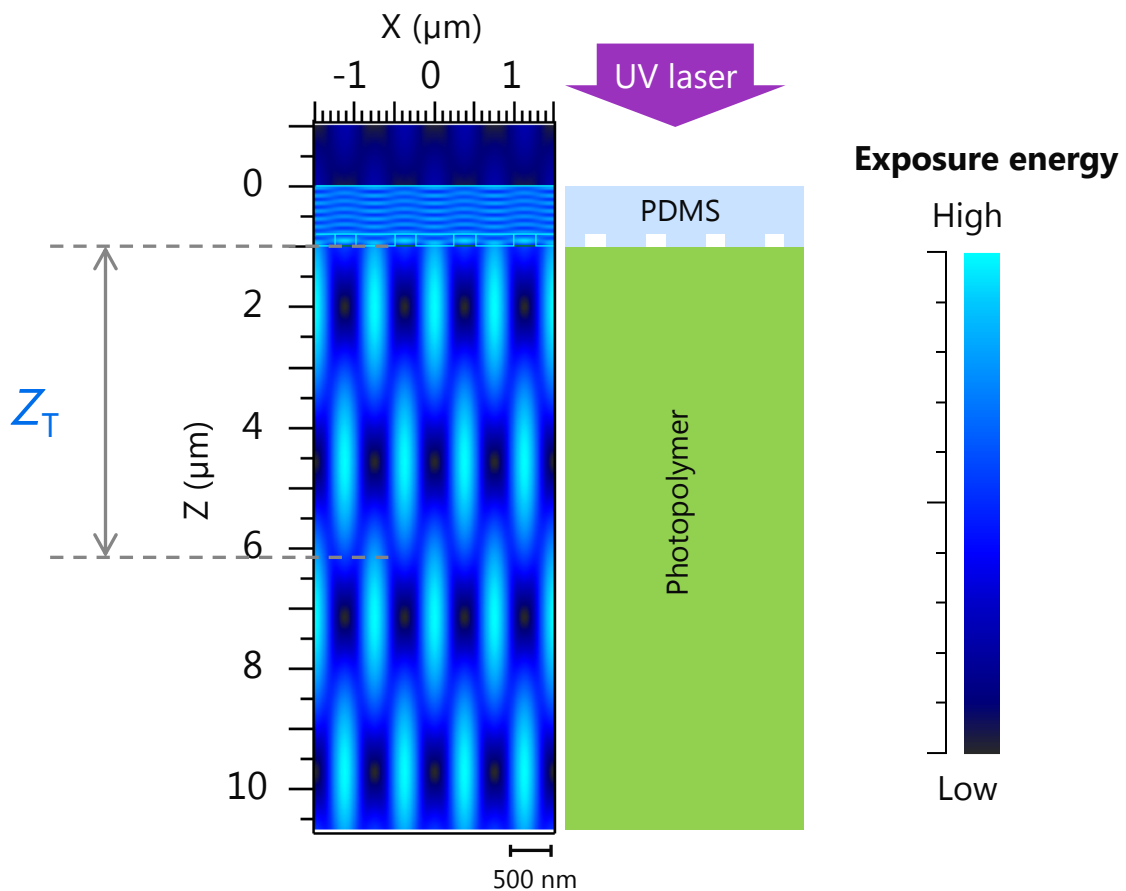 X (µm)
-1 0 1
UV laser
Exposure energy
High
PDMS
0
2
4
6
8
10
Z (µm)
Z_T
Photopolymer
Low
500 nm